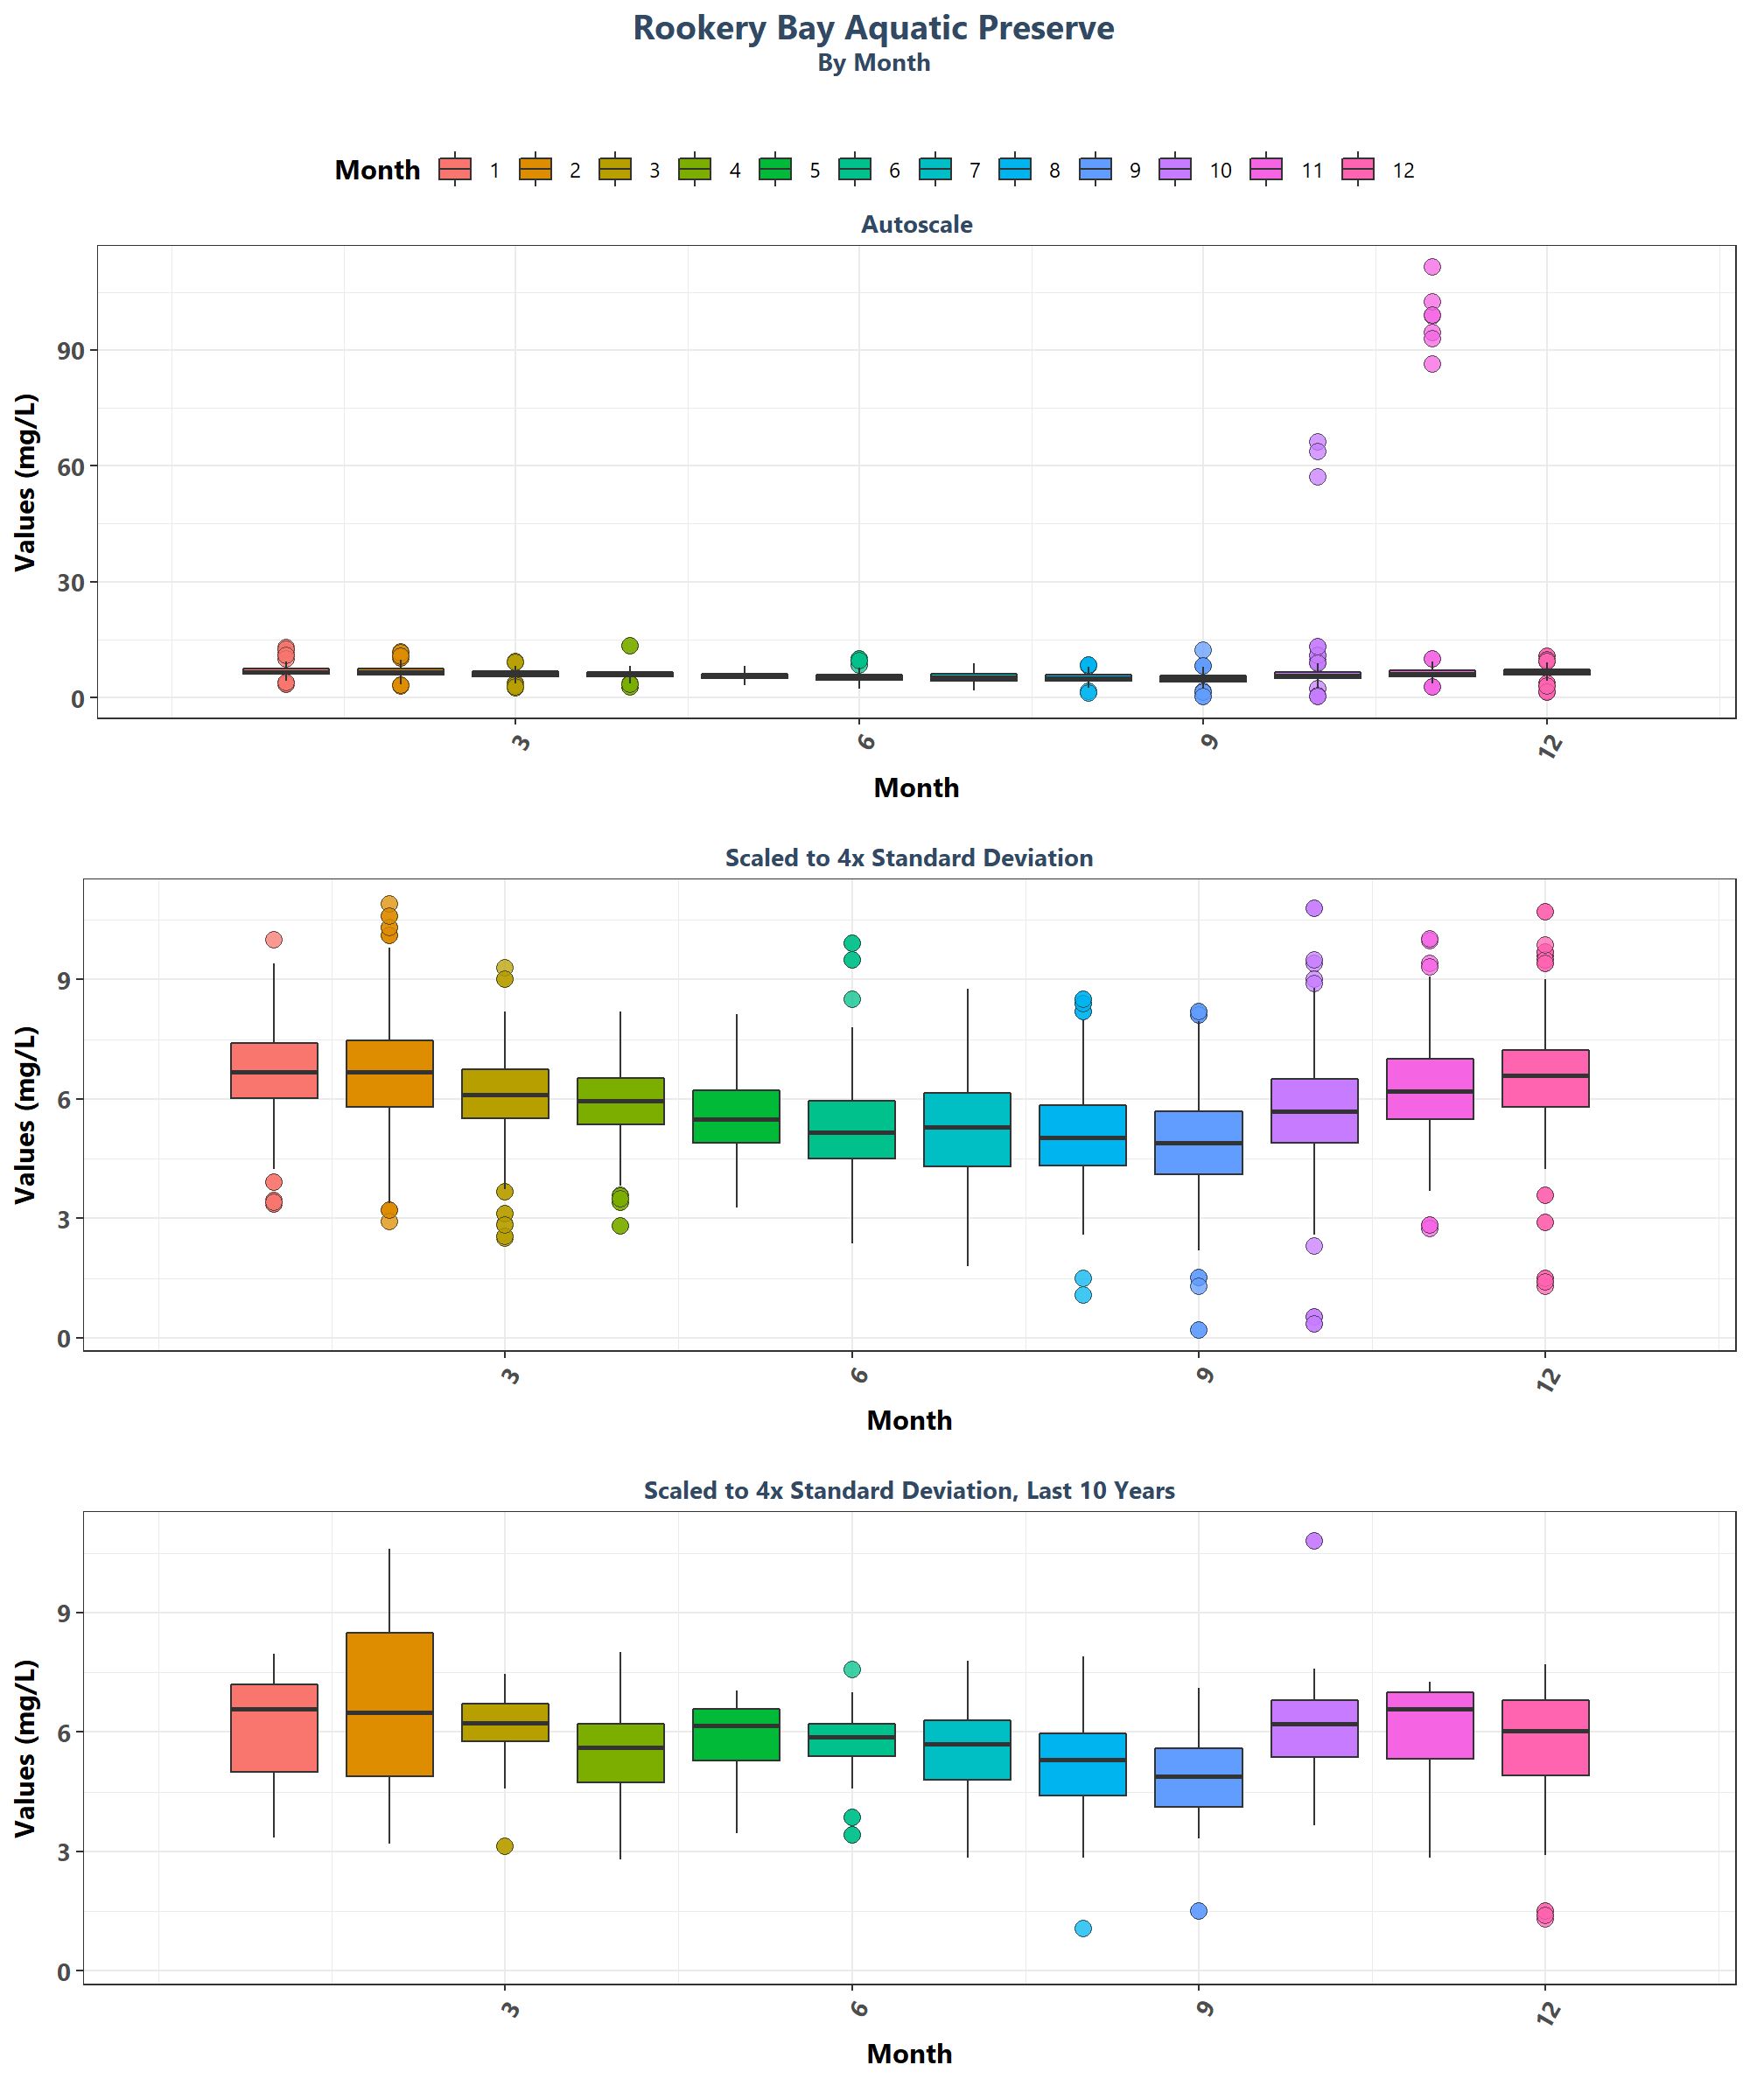 Rookery Bay Aquatic Preserve
By Month
Month 1 2 3 4 5 6 7 8 9 10 11 12
Autoscale
Values (mg/L)
90
60
30
0
3 6 9 12
Month
Scaled to 4x Standard Deviation
Values (mg/L)
9
6
3
0
3 6 9 12
Month
Scaled to 4x Standard Deviation, Last 10 Years
Values (mg/L)
9
6
3
0
3 6 9 12
Month